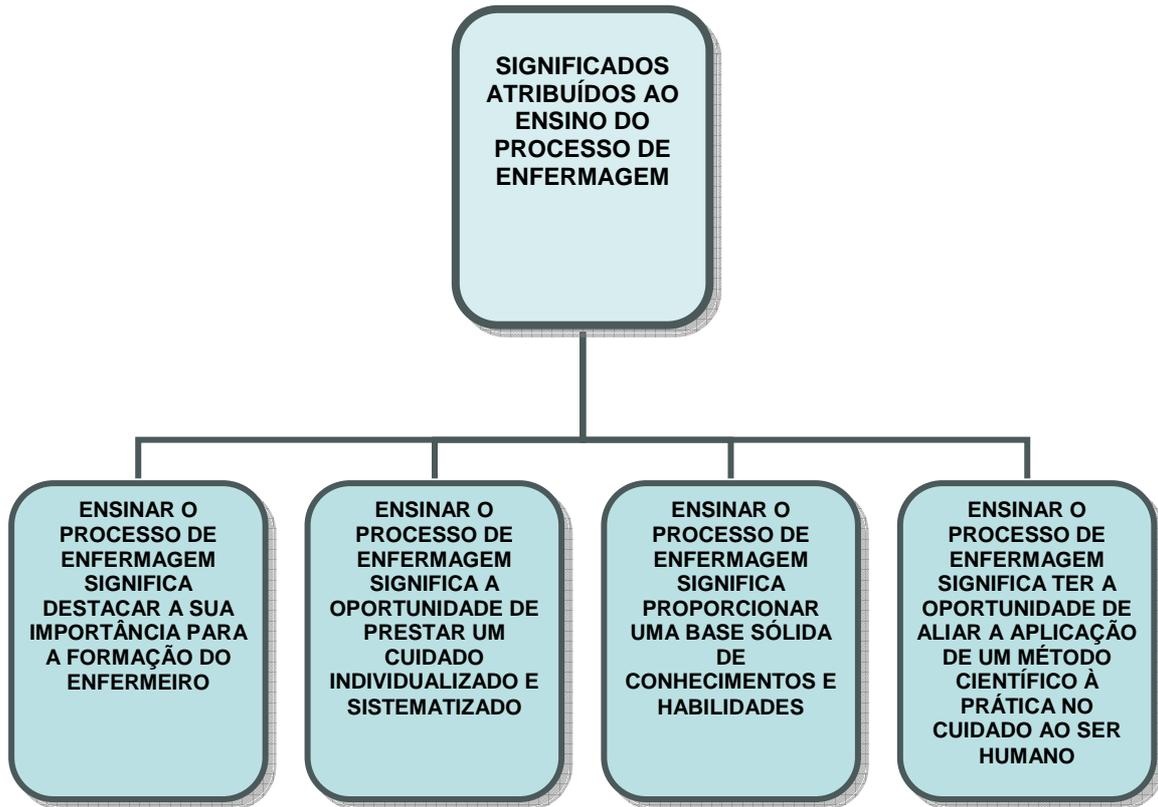 SIGNIFICADOS
ATRIBUÍDOS AO
ENSINO DO
PROCESSO DE
ENFERMAGEM
ENSINAR O
PROCESSO DE
ENFERMAGEM
SIGNIFICA
DESTACAR A SUA
IMPORTÂNCIA PARA
A FORMAÇÃO DO
ENFERMEIRO
ENSINAR O
PROCESSO DE
ENFERMAGEM
SIGNIFICA A
OPORTUNIDADE DE
PRESTAR UM
CUIDADO
INDIVIDUALIZADO E
SISTEMATIZADO
ENSINAR O
PROCESSO DE
ENFERMAGEM
SIGNIFICA
PROPORCIONAR
UMA BASE SÓLIDA
DE
CONHECIMENTOS E
HABILIDADES
ENSINAR O
PROCESSO DE
ENFERMAGEM
SIGNIFICA TER A
OPORTUNIDADE DE
ALIAR A APLICAÇÃO
DE UM MÉTODO
CIENTÍFICO À
PRÁTICA NO
CUIDADO AO SER
HUMANO